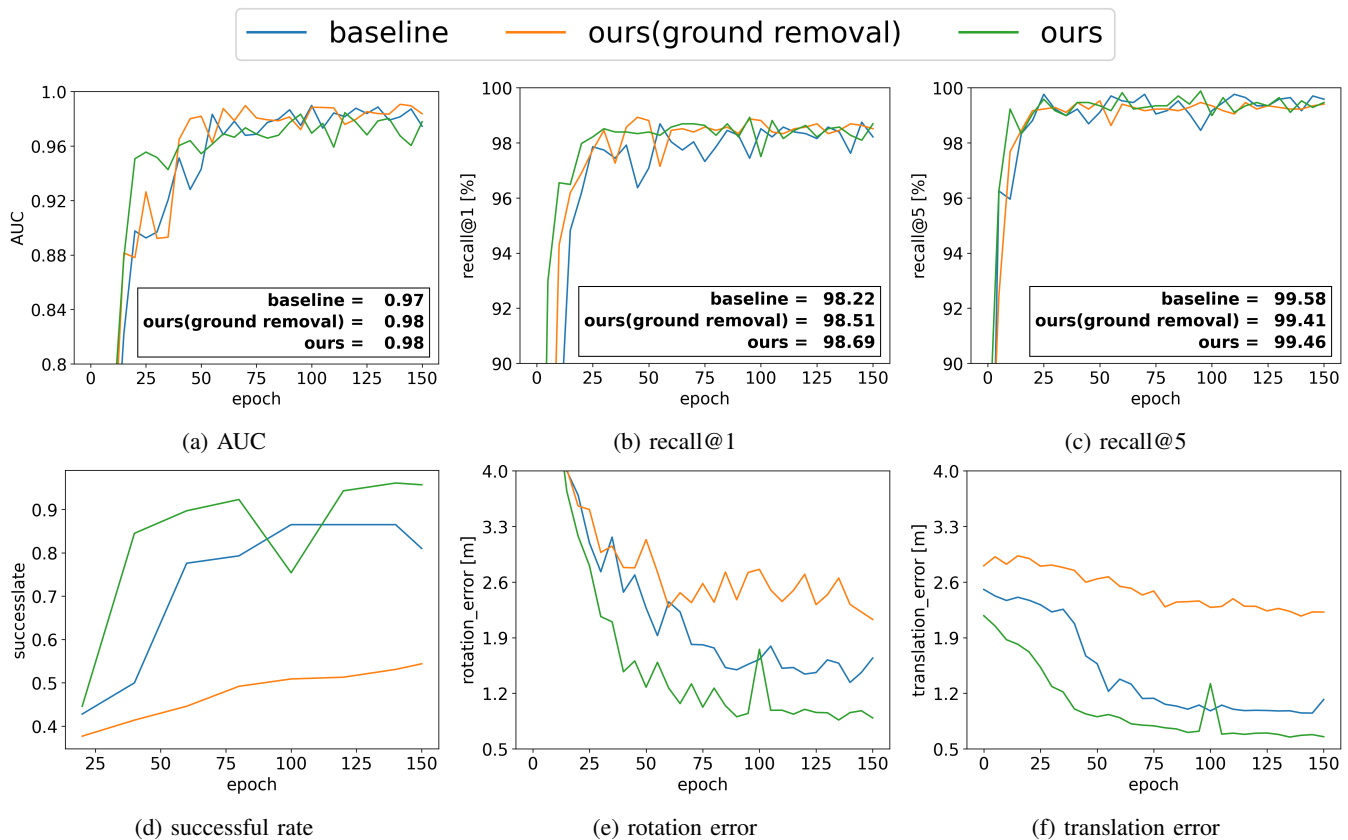 baseline ours(ground removal) ours
1.0
0.96
0.92
0.88
0.84
0.8
AUC
baseline = 0.97
ours(ground removal) = 0.98
ours = 0.98
0 25 50 75 100 125 150
epoch
(a) AUC
100
98
96
94
92
90
recall@1 [%]
baseline = 98.22
ours(ground removal) = 98.51
ours = 98.69
0 25 50 75 100 125 150
epoch
(b) recall@1
100
98
96
94
92
90
recall@5 [%]
baseline = 99.58
ours(ground removal) = 99.41
ours = 99.46
0 25 50 75 100 125 150
epoch
(c) recall@5
0.9
0.8
0.7
0.6
0.5
0.4
successlate
25 50 75 100 125 150
epoch
(d) successful rate
4.0
3.3
2.6
1.9
1.2
0.5
rotation_error [m]
0 25 50 75 100 125 150
epoch
(e) rotation error
4.0
3.3
2.6
1.9
1.2
0.5
translation_error [m]
0 25 50 75 100 125 150
epoch
(f) translation error